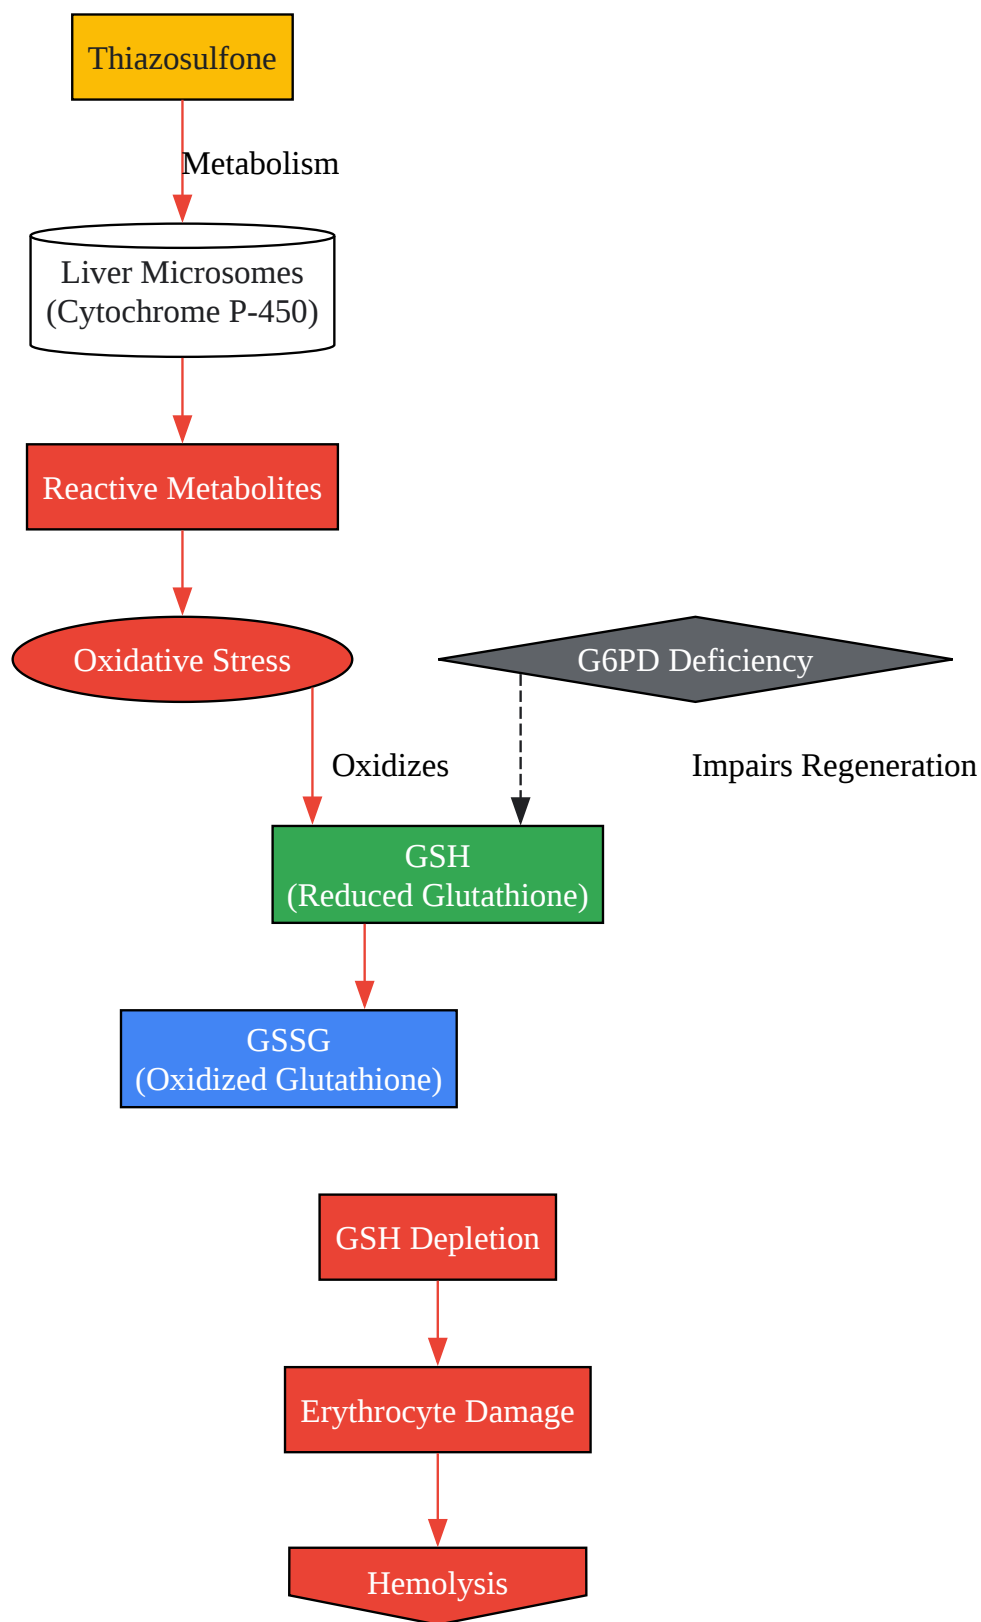 Thiazosulfone
Metabolism
Liver Microsomes
(Cytochrome P-450)
Reactive Metabolites
Oxidative Stress
G6PD Deficiency
Oxidizes
Impairs Regeneration
GSH
(Reduced Glutathione)
GSSG
(Oxidized Glutathione)
GSH Depletion
Erythrocyte Damage
Hemolysis